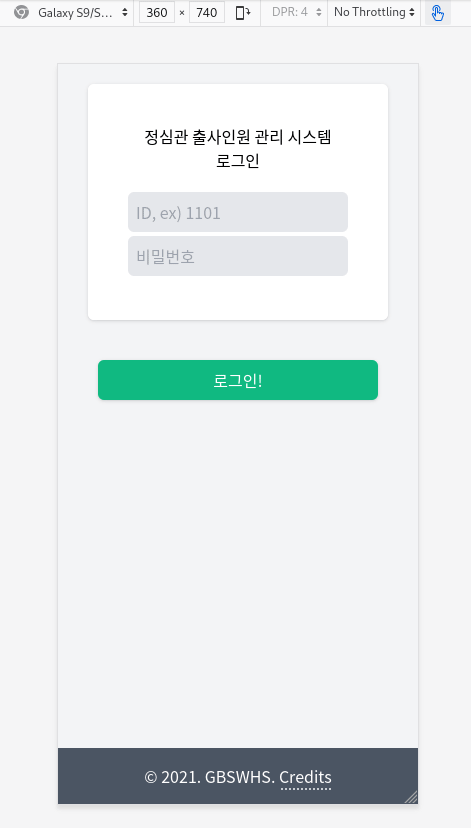 Galaxy S9/S... 360 × 740 DPR: 4 No Throttling
정심관 출사인원 관리 시스템
로그인
ID, ex) 1101
비밀번호
로그인!
© 2021. GBSWHS. Credits